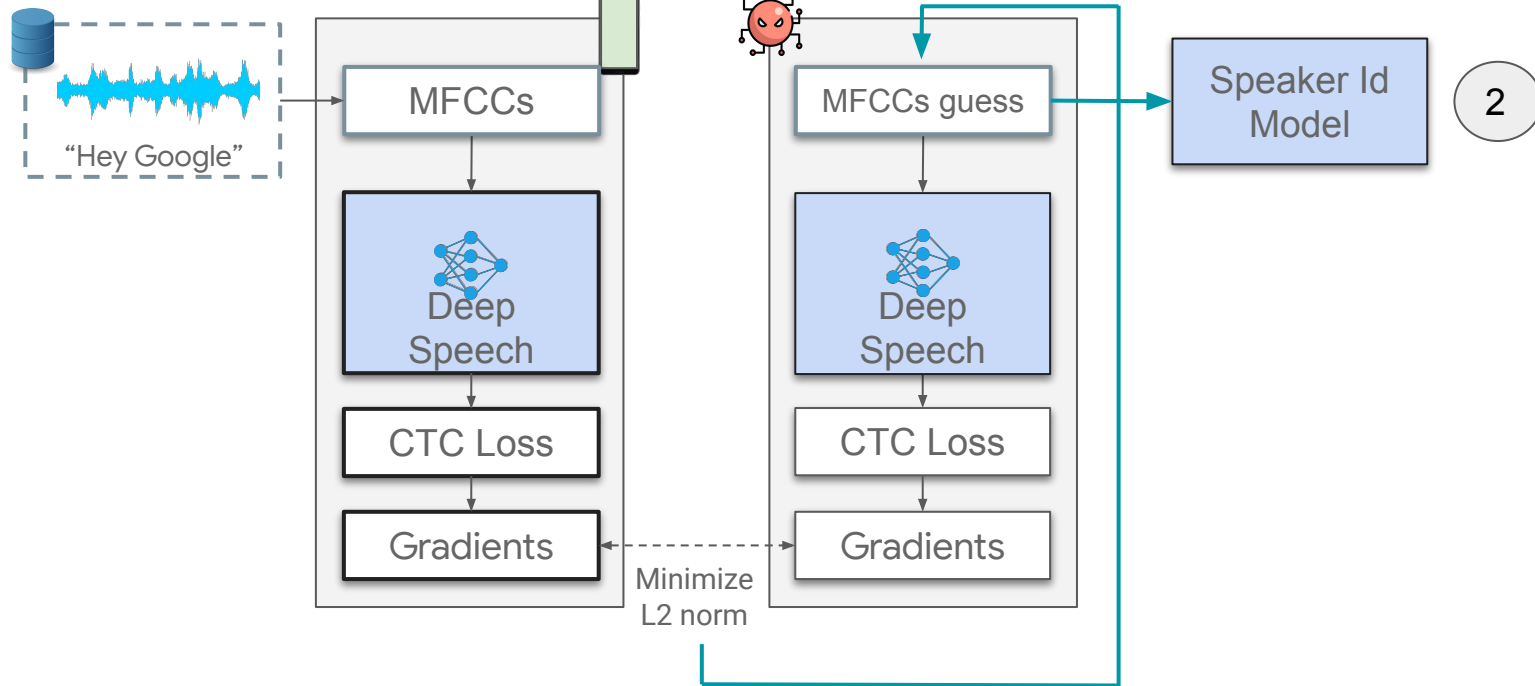 “Hey Google”
MFCCs
Deep
Speech
CTC Loss
Gradients
Minimize
L2 norm
MFCCs guess
Deep
Speech
CTC Loss
Gradients
Speaker Id
Model
2